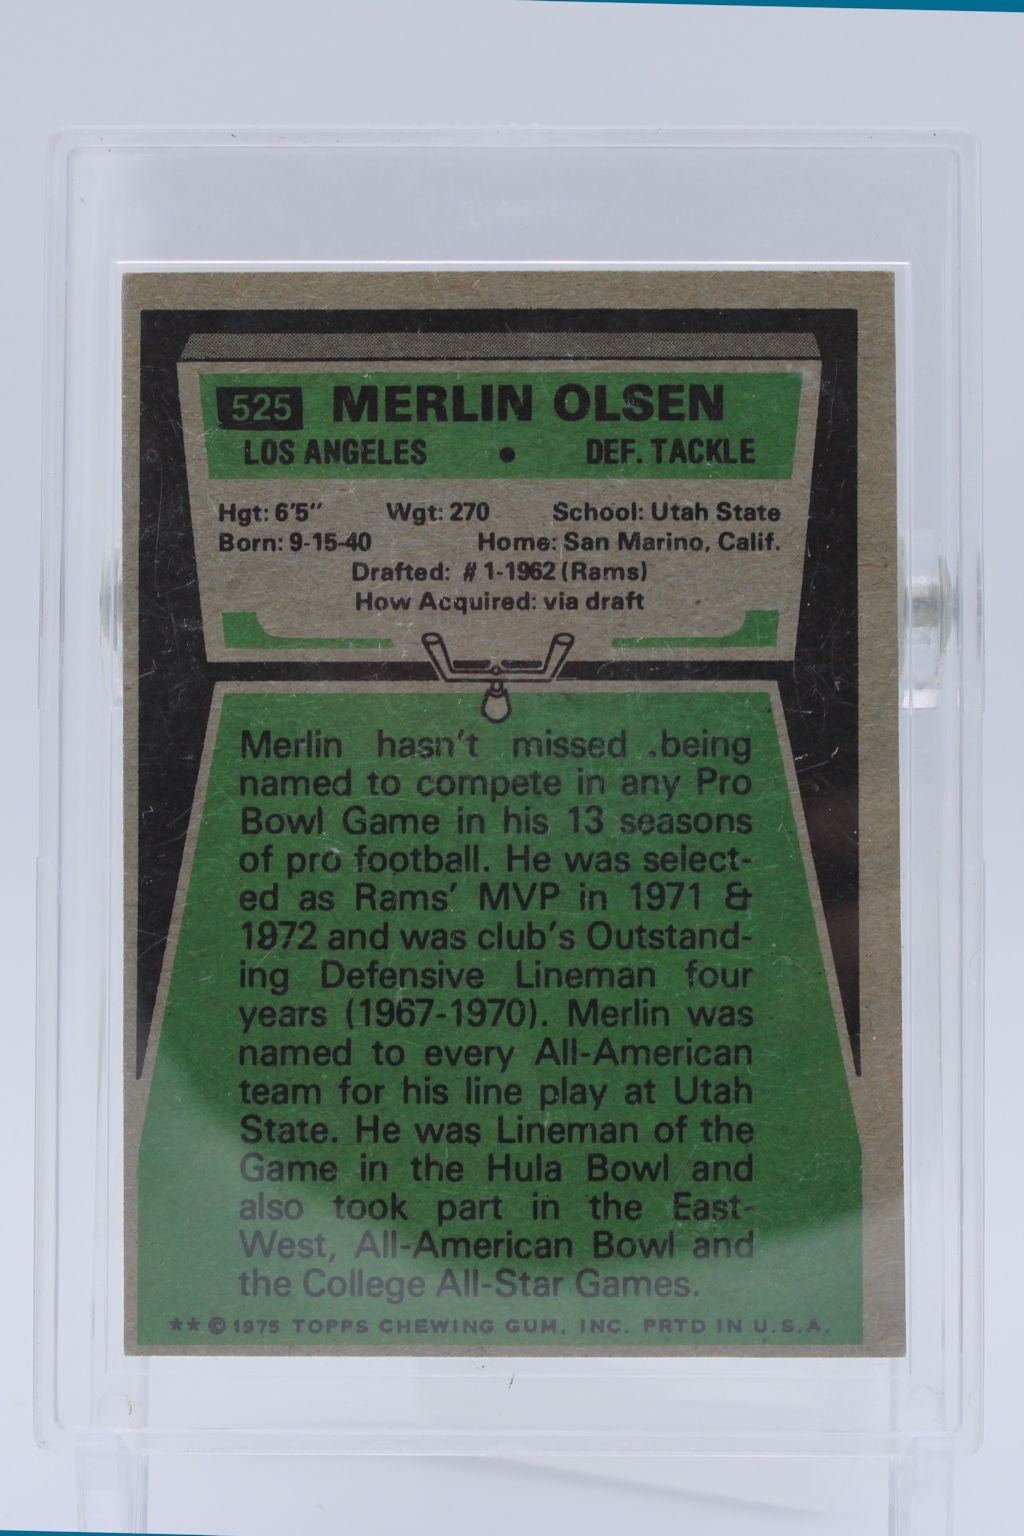 525 MERLIN OLSEN
LOS ANGELES • DEF. TACKLE
Hgt: 6'5" Wgt: 270 School: Utah State
Born: 9-15-40 Home: San Marino, Calif.
Drafted: # 1-1962 (Rams)
How Acquired: via draft
Merlin hasn't missed being
named to compete in any Pro
Bowl Game in his 13 seasons
of pro football. He was select-
ed as Rams' MVP in 1971 &
1972 and was club's Outstand-
ing Defensive Lineman four
years (1967-1970). Merlin was
named to every All-American
team for his line play at Utah
State. He was Lineman of the
Game in the Hula Bowl and
also took part in the East-
West, All-American Bowl and
the College All-Star Games.
** © 1975 TOPPS CHEWING GUM, INC. PRTD IN U.S.A.